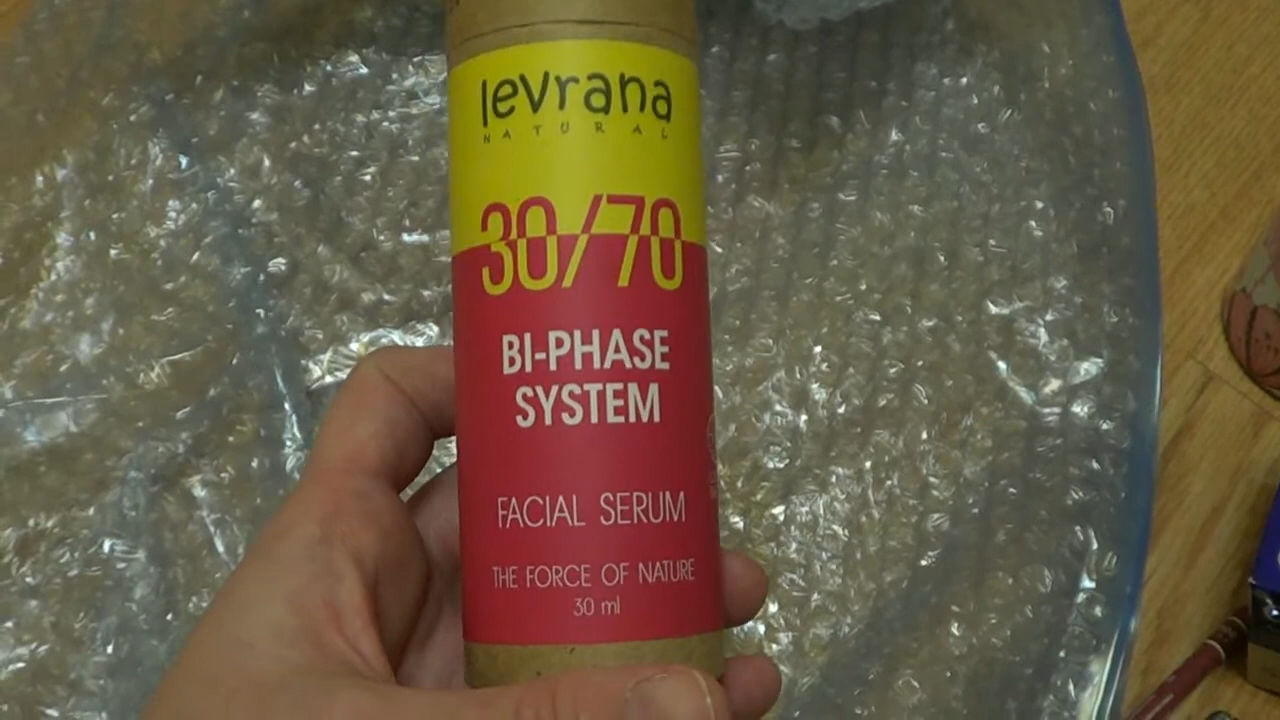 levrana
NATURAL
30/70
BI-PHASE
SYSTEM
FACIAL SERUM
THE FORCE OF NATURE
30 ml